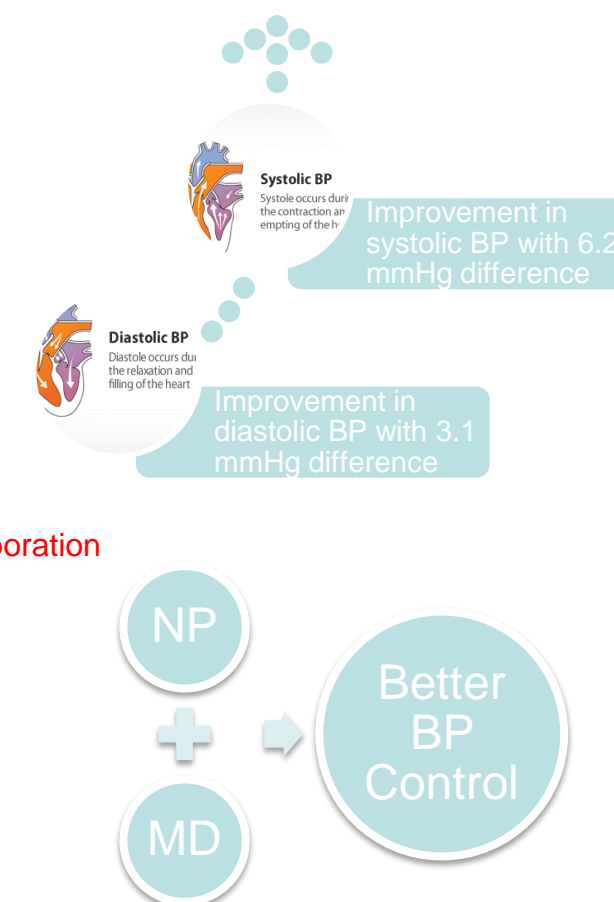 Systolic BP
Systole occurs duri
the contraction an
empting of the h
Improvement in
systolic BP with 6.2
mmHg difference
Diastolic BP
Diastole occurs du
the relaxation and
filling of the heart
Improvement in
diastolic BP with 3.1
mmHg difference
oration
NP
MD
Better
BP
Control